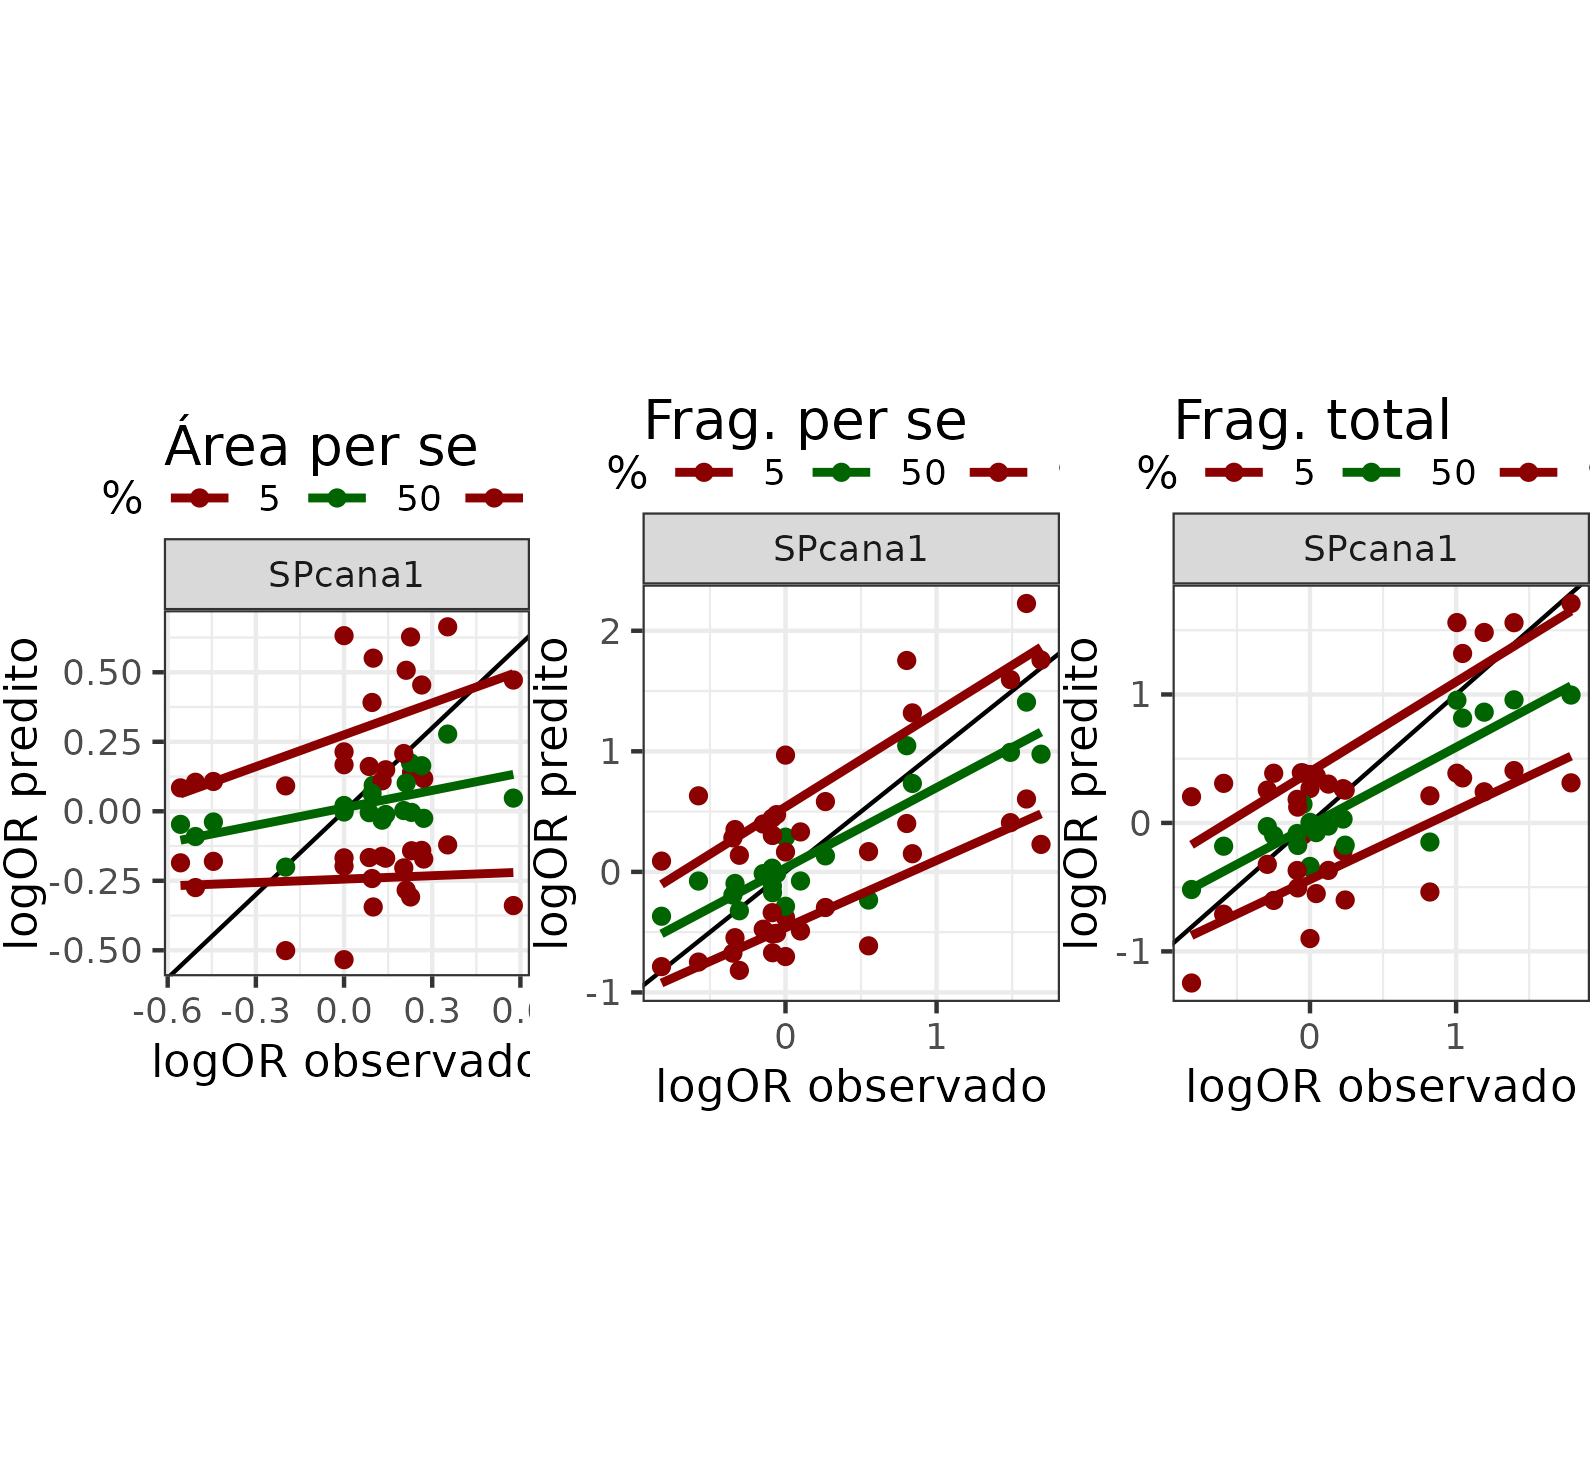 Área per se
% 5 50
SPcana1
logOR predito
0.50
0.25
0.00
-0.25
-0.50
-0.6 -0.3 0.0 0.3
logOR observado
Frag. per se
% 5 50
SPcana1
logOR predito
2
1
0
-1
0 1
logOR observado
Frag. total
% 5 50
SPcana1
logOR predito
1
0
-1
0 1
logOR observado